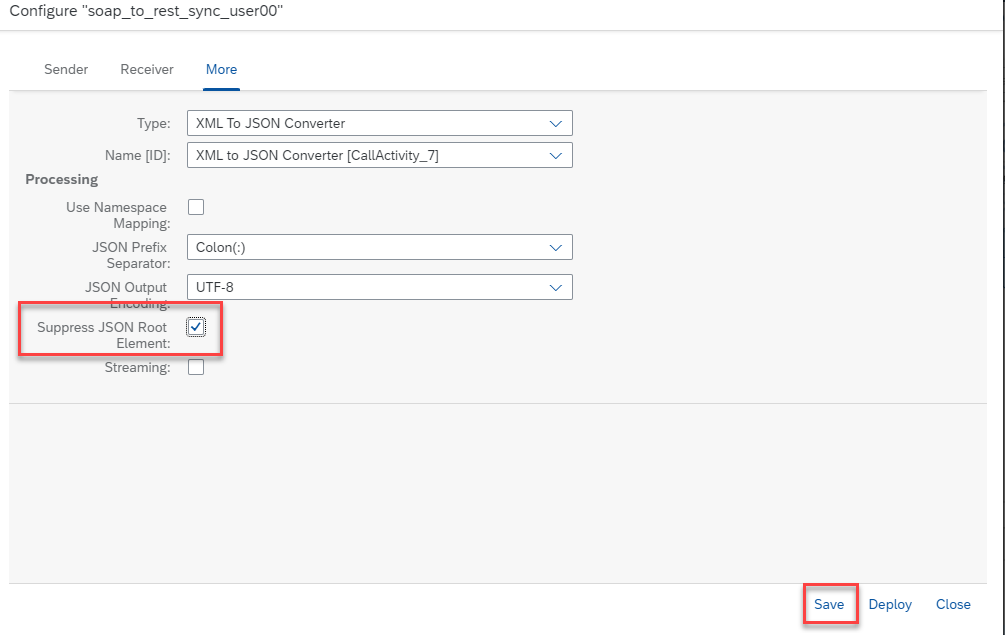 Configure "soap_to_rest_sync_user00"
Sender Receiver More
Type: XML To JSON Converter
Name [ID]: XML to JSON Converter [CallActivity_7]
Processing
Use Namespace
Mapping:
JSON Prefix
Separator:
Colon(:)
JSON Output
Encoding:
UTF-8
Suppress JSON Root
Element:
Streaming:
Save Deploy Close